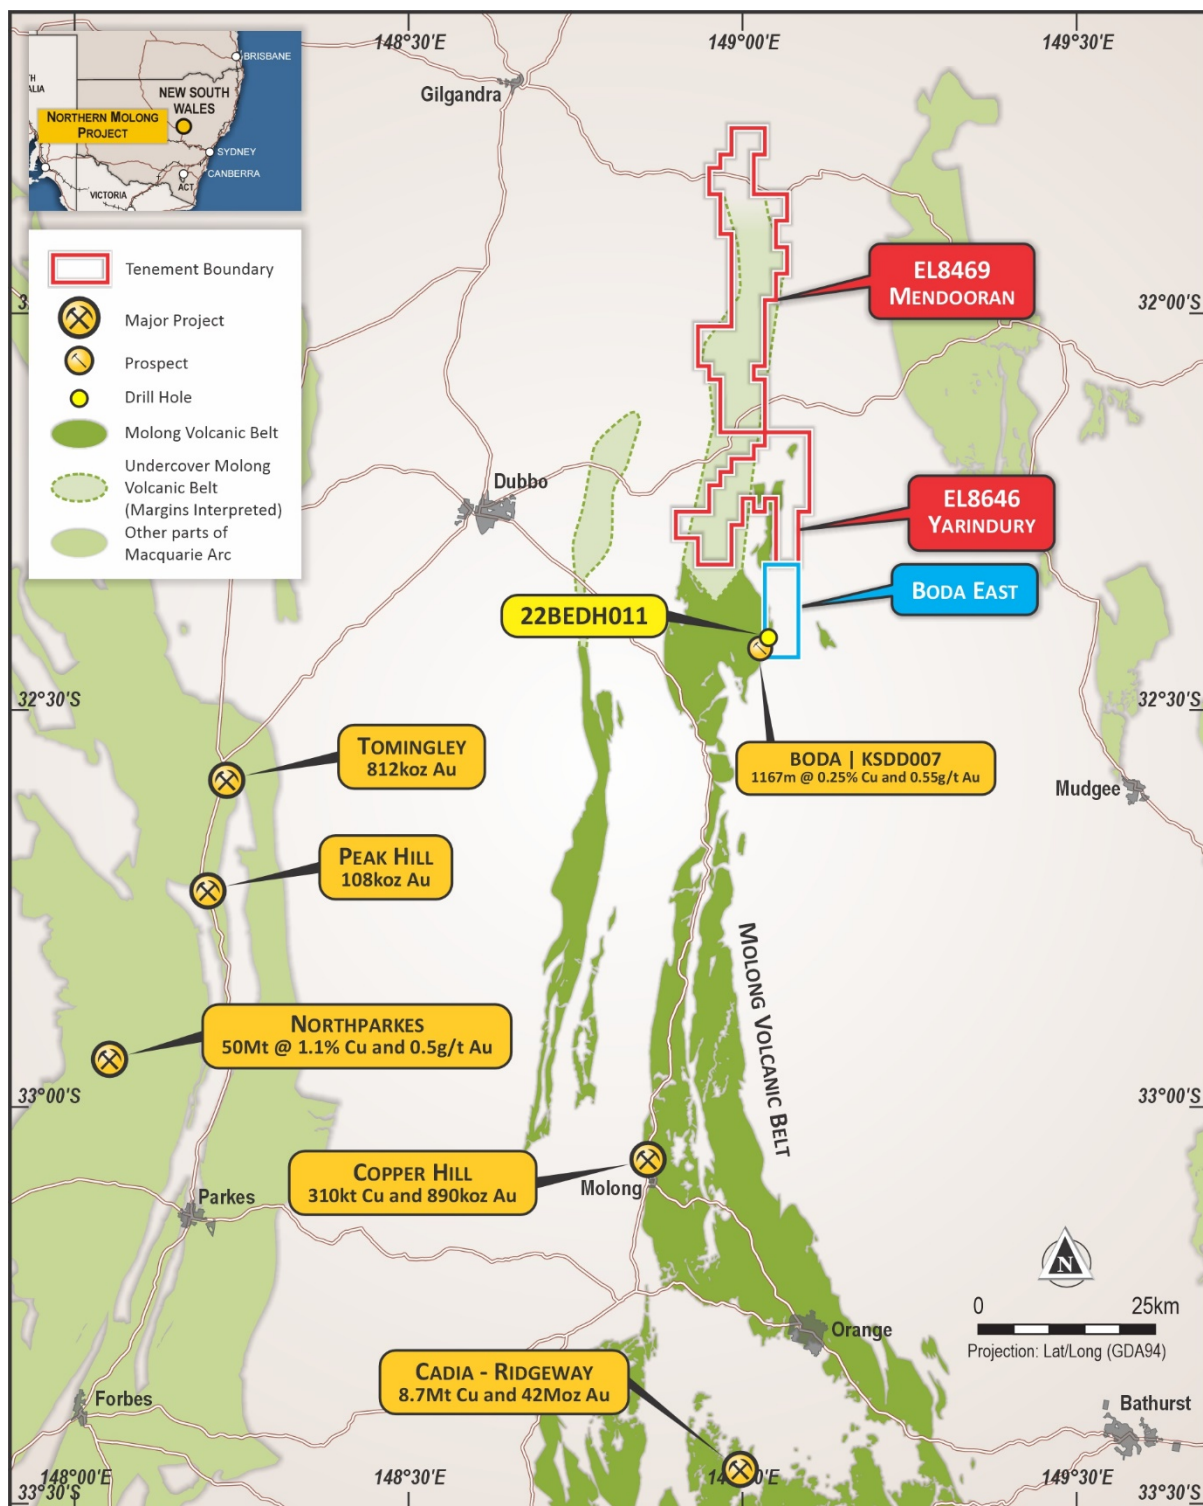 148°30'E
149°00'E
149°30'E
BRISBANE
NEW SOUTH
WALES
NORTHERN MOLONG
PROJECT
SYDNEY
CANBERRA
ACT
VICTORIA
Gilgandra
Tenement Boundary
Major Project
Prospect
Drill Hole
Molong Volcanic Belt
Undercover Molong
Volcanic Belt
(Margins Interpreted)
Other parts of
Macquarie Arc
EL8469
MENDOORAN
32°00'S
Dubbo
EL8646
YARINDURY
BODA EAST
22BEDH011
32°30'S
32°30'S
TOMINGLEY
812koz Au
BODA | KSDD007
1167m @ 0.25% Cu and 0.55g/t Au
Mudgee
PEAK HILL
108koz Au
MOLONG VOLCANIC BELT
NORTHPARKES
50Mt @ 1.1% Cu and 0.5g/t Au
33°00'S
33°00'S
COPPER HILL
310kt Cu and 890koz Au
Molong
Parkes
N
0 25km
Projection: Lat/Long (GDA94)
Orange
CADIA - RIDGEWAY
8.7Mt Cu and 42Moz Au
Forbes
Bathurst
148°00'E
148°30'E
149°30'E
33°30'S
33°30'S